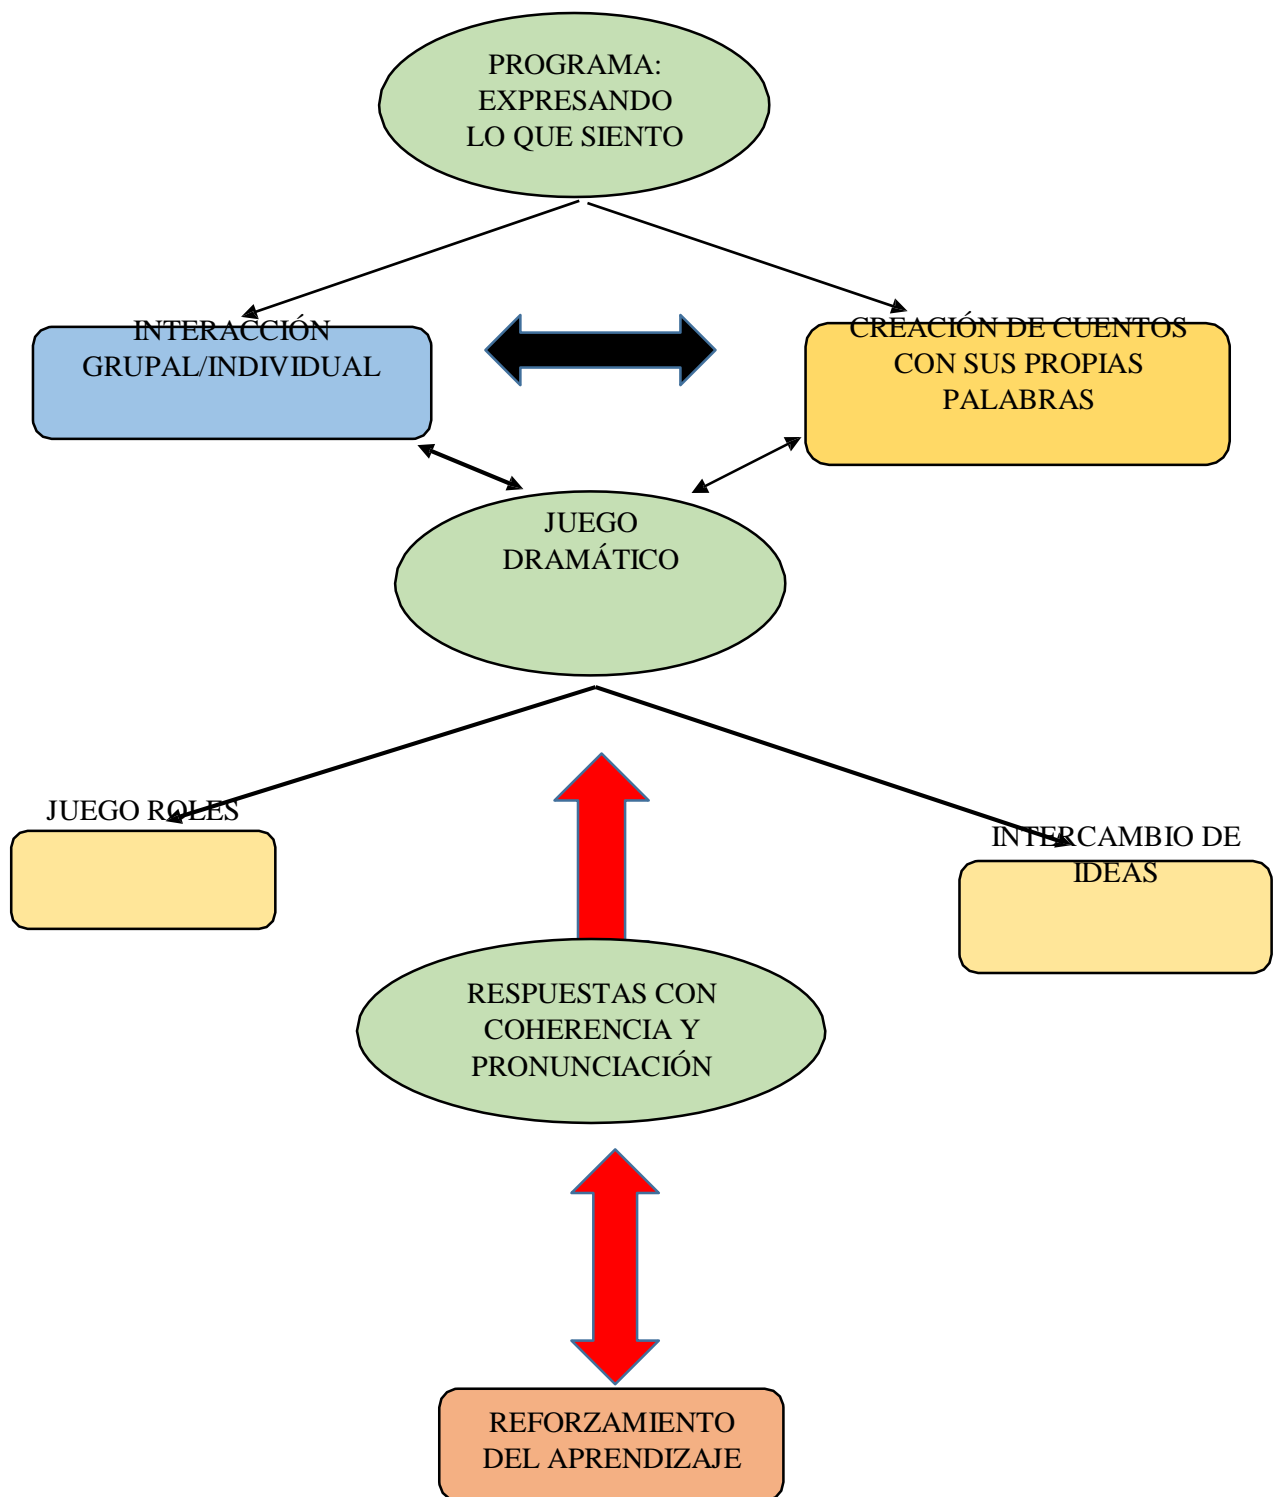 PROGRAMA:
EXPRESANDO
LO QUE SIENTO
INTERACCIÓN
GRUPAL/INDIVIDUAL
CREACIÓN DE CUENTOS
CON SUS PROPIAS
PALABRAS
JUEGO
DRAMÁTICO
JUEGO ROLES
INTERCAMBIO DE
IDEAS
RESPUESTAS CON
COHERENCIA Y
PRONUNCIACIÓN
REFORZAMIENTO
DEL APRENDIZAJE